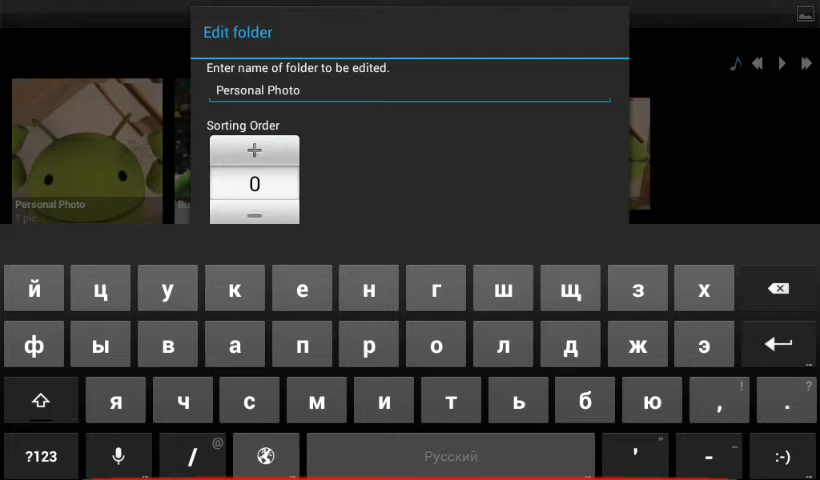 Edit folder
Enter name of folder to be edited.
Personal Photo
Sorting Order
+
0
−
Personal Photo
1 pic
Bu
й ц у к е н г ш щ з х
ф ы в а п р о л д ж э
я ч с м и т ь б ю , ! . ?
?123 / @ Русский ' " - _ :-)